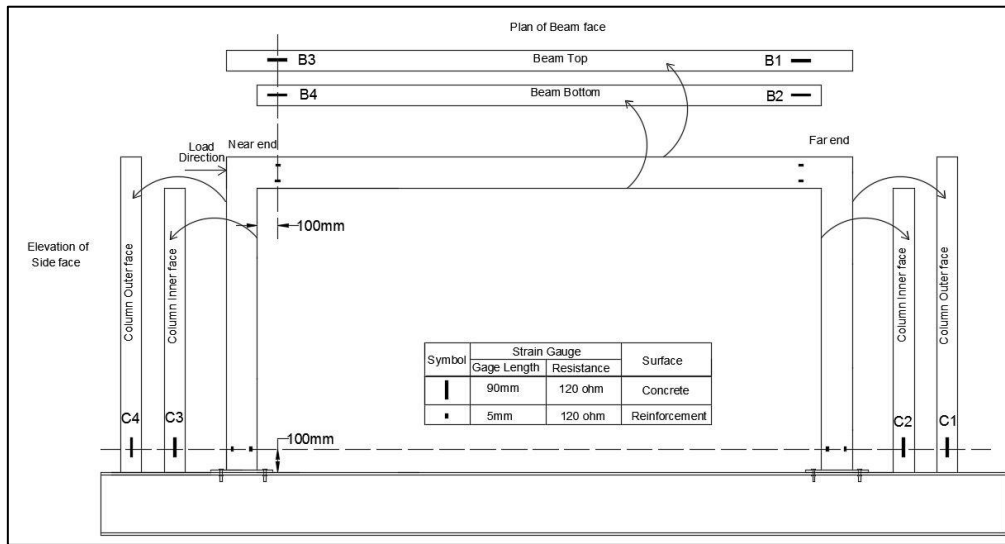 Plan of Beam face
B3
Beam Top
B1
B4
Beam Bottom
B2
Load
Direction
Near end
Far end
100mm
Elevation of
Side face
Column Outer face
Column Inner face
Column Inner face
Column Outer face
Symbol
Strain Gauge
Surface
Gage Length
Resistance
90mm
120 ohm
Concrete
5mm
120 ohm
Reinforcement
C4
C3
100mm
C2
C1